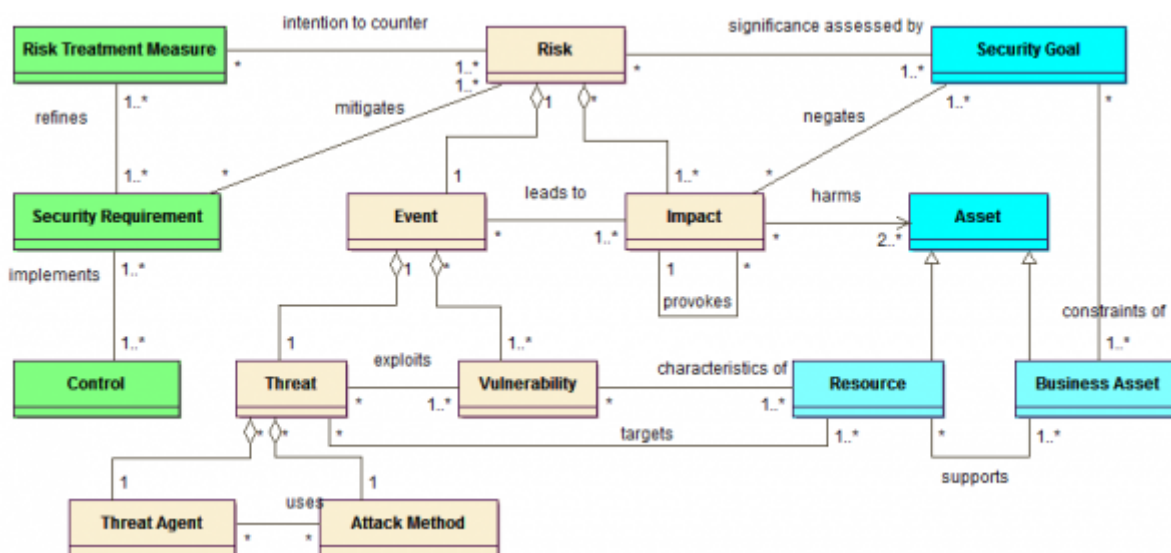 intention to counter
significance assessed by
Risk Treatment Measure
Risk
Security Goal
*
1..*
*
1..*
1..*
1..*
1
*
1..*
*
refines
mitigates
negates
1..*
*
1
1..*
*
leads to
harms
Security Requirement
Event
Impact
Asset
*
1..*
*
2..*
implements
1..*
1
*
1
*
provokes
constraints of
1..*
1
1..*
1..*
exploits
characteristics of
Control
Threat
Vulnerability
Resource
Business Asset
*
1..*
*
1..*
*
*
*
targets
1..*
*
1..*
supports
1
1
uses
Threat Agent
Attack Method
*
*